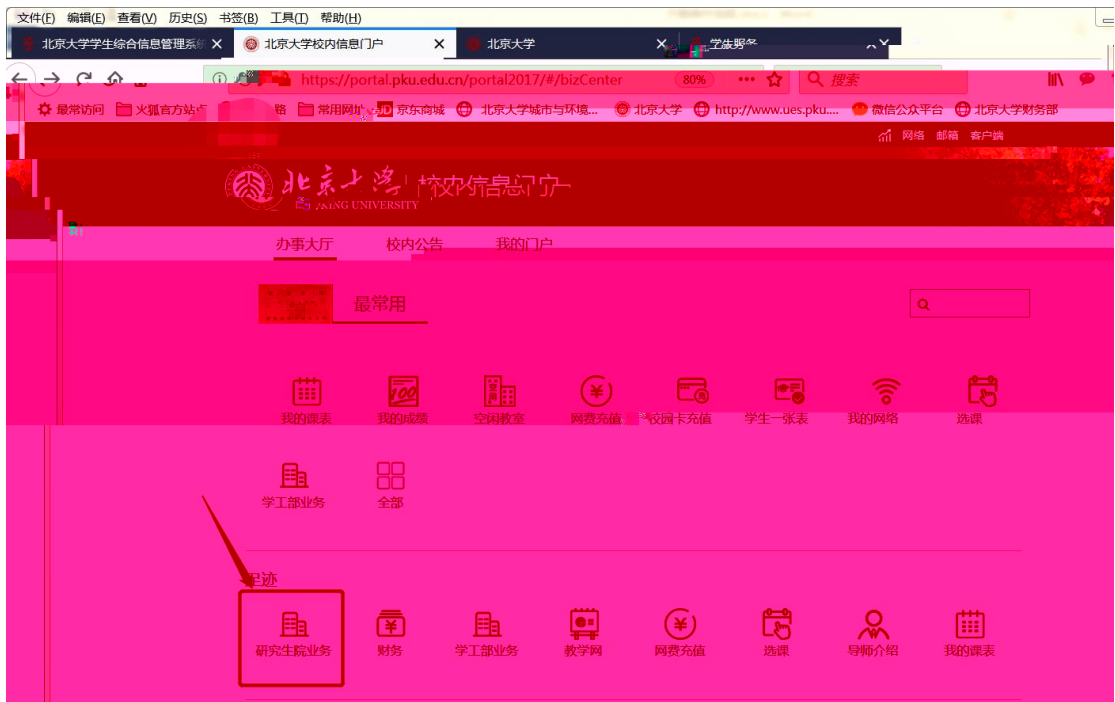 文件(F) 编辑(E) 查看(V) 历史(S) 书签(B) 工具(T) 帮助(H)
北京大学学生综合信息管理系统 北京大学校内信息门户 北京大学
https://portal.pku.edu.cn/portal2017/#/bizCenter 80% 搜索
最常访问 火狐官方站点 常用网址 JD 京东商城 北京大学城市与环境... 北京大学 http://www.ues.pku.... 微信公众平台 北京大学财务部
网络 邮箱 客户端
北京大学 校内信息门户
UNIVERSITY
办事大厅 校内公告 我的门户
最常用
我的课表 我的成绩 空闲教室 网费充值 校园卡充值 学生一张表 我的网络 选课
学工部业务 全部
足迹
研究生院业务 财务 学工部业务 教学网 网费充值 选课 导师介绍 我的课表